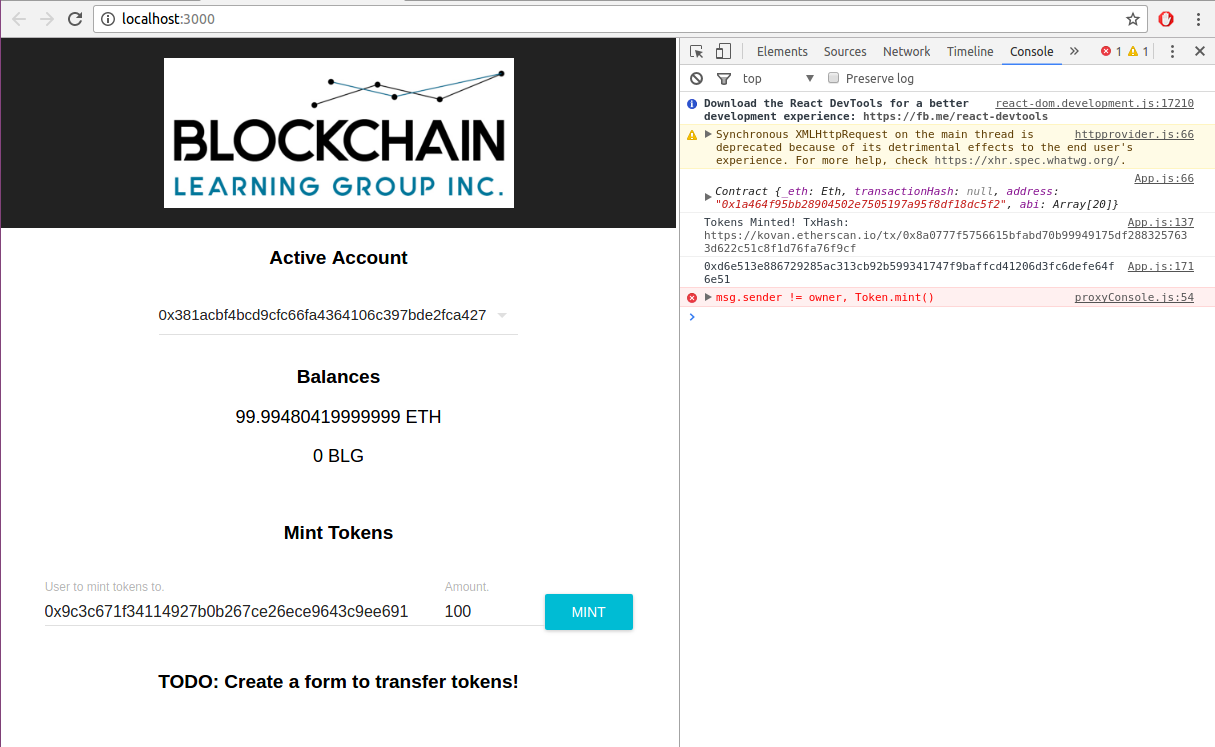 localhost:3000
BLOCKCHAIN
LEARNING GROUP INC.
Active Account
0x381acbf4bcd9cfc66fa4364106c397bde2fca427
Balances
99.99480419999999 ETH
0 BLG
Mint Tokens
User to mint tokens to.
Amount.
0x9c3c671f34114927b0b267ce26ece9643c9ee691
100
MINT
TODO: Create a form to transfer tokens!
Elements Sources Network Timeline Console » 1 1
top Preserve log
Download the React DevTools for a better react-dom.development.js:17210
development experience: https://fb.me/react-devtools
Synchronous XMLHttpRequest on the main thread is httpprovider.js:66
deprecated because of its detrimental effects to the end user's
experience. For more help, check https://xhr.spec.whatwg.org/.
App.js:66
Contract {_eth: Eth, transactionHash: null, address:
"0x1a464f95bb28904502e7505197a95f8df18dc5f2", abi: Array[20]}
Tokens Minted! TxHash: App.js:137
https://kovan.etherscan.io/tx/0x8a0777f5756615bfabd70b99949175df288325763
3d622c51c8f1d76fa76f9cf
0xd6e513e886729285ac313cb92b599341747f9baffcd41206d3fc6defe64f App.js:171
6e51
msg.sender != owner, Token.mint() proxyConsole.js:54